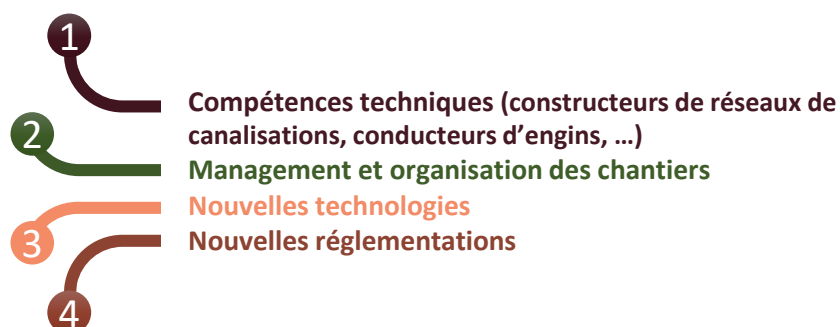 1
Compétences techniques (constructeurs de réseaux de
canalisations, conducteurs d’engins, …)
2
Management et organisation des chantiers
3
Nouvelles technologies
4
Nouvelles réglementations